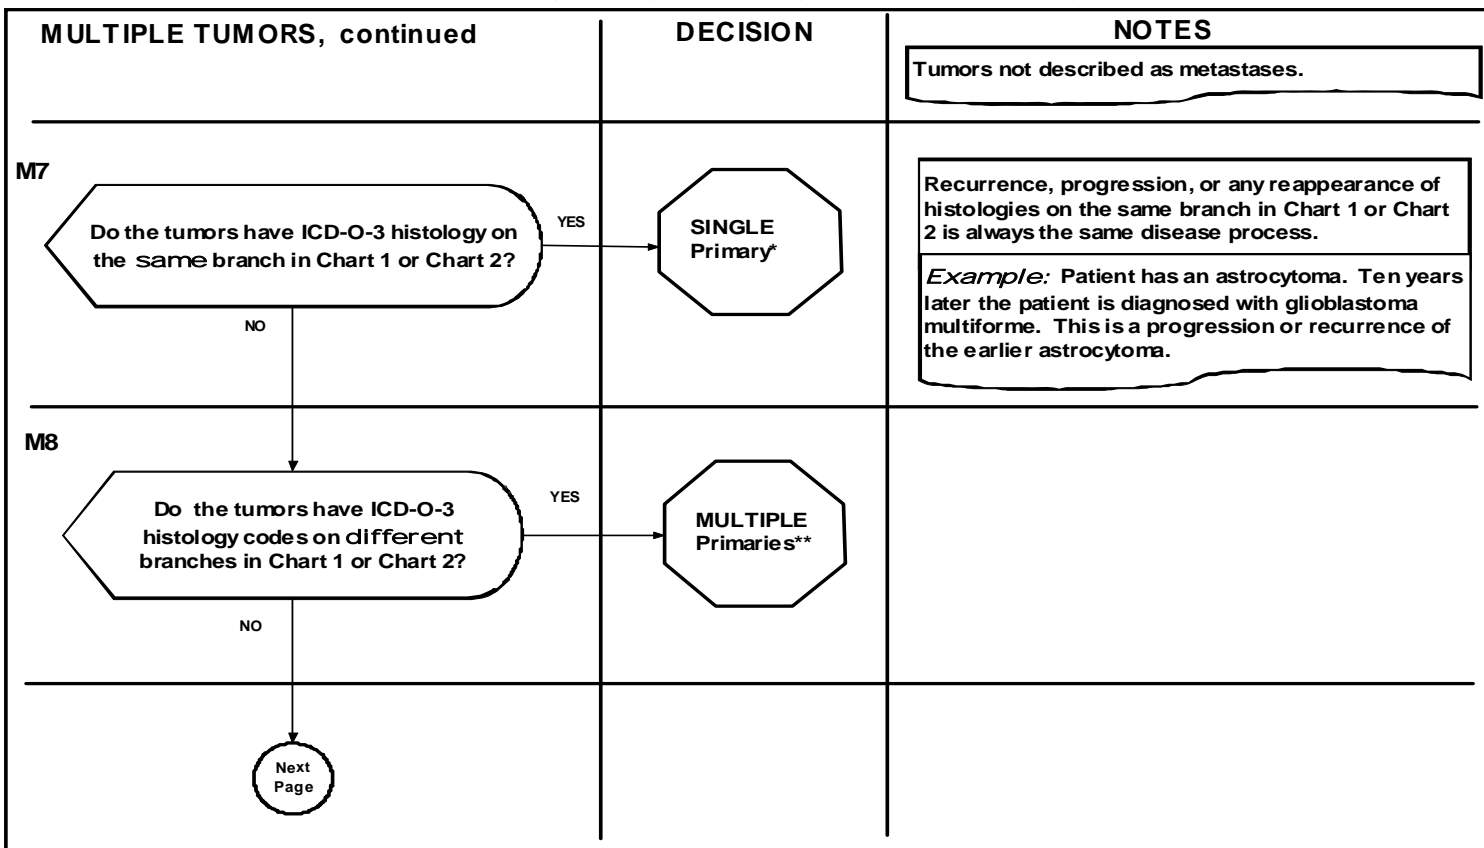 MULTIPLE TUMORS, continued
DECISION
NOTES
Tumors not described as metastases.
M7
Do the tumors have ICD-O-3 histology on
the same branch in Chart 1 or Chart 2?
YES
SINGLE
Primary*
Recurrence, progression, or any reappearance of
histologies on the same branch in Chart 1 or Chart
2 is always the same disease process.
Example: Patient has an astrocytoma. Ten years
later the patient is diagnosed with glioblastoma
multiforme. This is a progression or recurrence of
the earlier astrocytoma.
NO
M8
Do the tumors have ICD-O-3
histology codes on different
branches in Chart 1 or Chart 2?
YES
MULTIPLE
Primaries**
NO
Next
Page